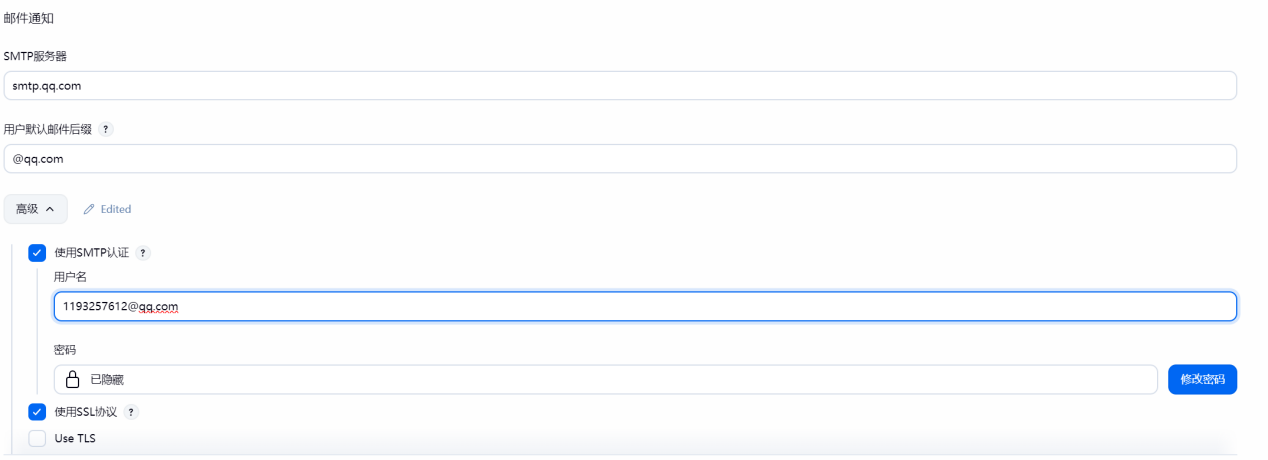 邮件通知
SMTP服务器
smtp.qq.com
用户默认邮件后缀 ?
@qq.com
高级 Edited
使用SMTP认证 ?
用户名
1193257612@qq.com
密码
已隐藏 修改密码
使用SSL协议 ?
Use TLS